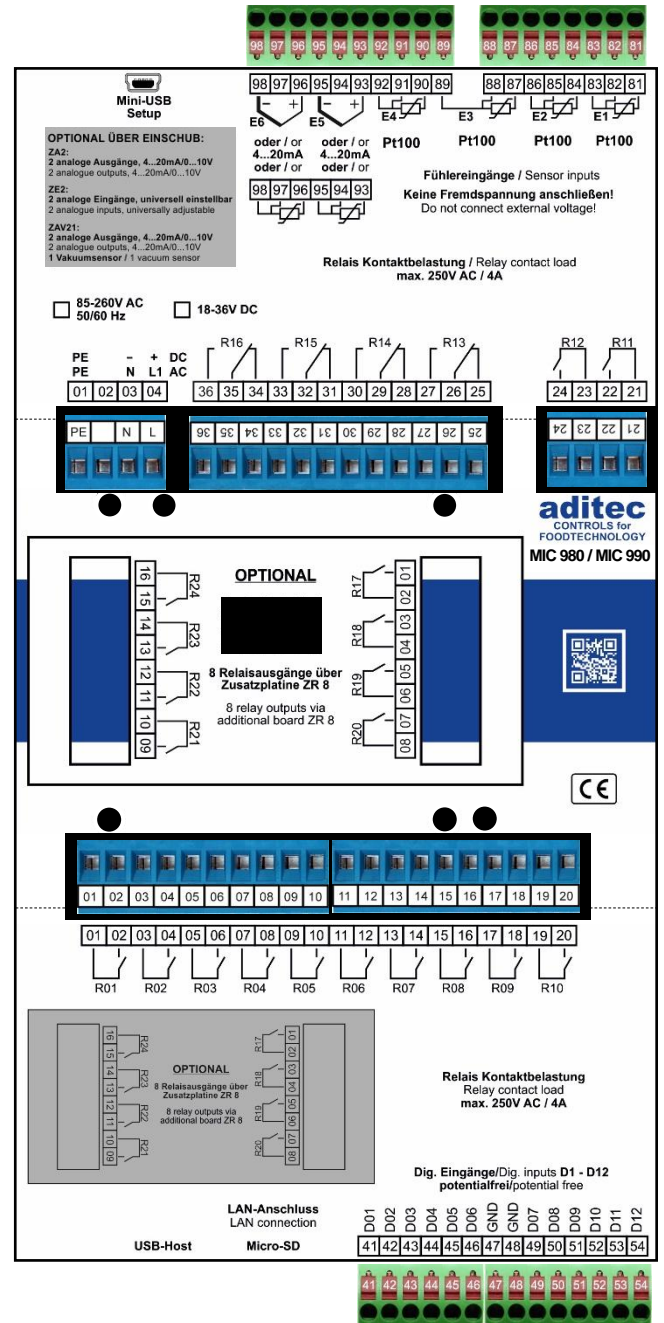 98 97 96 95 94 93 92 91 90 89 88 87 86 85 84 83 82 81
98 97 96 95 94 93 92 91 90 89 88 87 86 85 84 83 82 81
Mini-USB
Setup
− + − +
E6 E5 E4 E3 E2 E1
oder / or oder / or
4...20mA 4...20mA
oder / or oder / or
Pt100 Pt100 Pt100 Pt100
98 97 96 95 94 93
OPTIONAL ÜBER EINSCHUB:
ZA2:
2 analoge Ausgänge, 4...20mA/0...10V
2 analogue outputs, 4...20mA/0...10V
ZE2:
2 analoge Eingänge, universell einstellbar
2 analogue inputs, universally adjustable
ZAV21:
2 analoge Ausgänge, 4...20mA/0...10V
2 analogue outputs, 4...20mA/0...10V
1 Vakuumsensor / 1 vacuum sensor
Fühlereingänge / Sensor inputs
Keine Fremdspannung anschließen!
Do not connect external voltage!
Relais Kontaktbelastung / Relay contact load
max. 250V AC / 4A
85-260V AC
50/60 Hz
18-36V DC
PE − + DC
PE N L1 AC
01 02 03 04
R16 R15 R14 R13 R12 R11
36 35 34 33 32 31 30 29 28 27 26 25 24 23 22 21
PE N L
36 35 34 33 32 31 30 29 28 27 26 25 24 23 22 21
aditec
CONTROLS for
FOODTECHNOLOGY
MIC 980 / MIC 990
16 15 14 13 12 11 10 09
R24 R23 R22 R21
OPTIONAL
8 Relaisausgänge über
Zusatzplatine ZR 8
8 relay outputs via
additional board ZR 8
R17 R18 R19 R20
01 02 03 04 05 06 07 08
CE
01 02 03 04 05 06 07 08 09 10 11 12 13 14 15 16 17 18 19 20
01 02 03 04 05 06 07 08 09 10 11 12 13 14 15 16 17 18 19 20
R01 R02 R03 R04 R05 R06 R07 R08 R09 R10
16 15 14 13 12 11 10 09
R24 R23 R22 R21
OPTIONAL
8 Relaisausgänge über
Zusatzplatine ZR 8
8 relay outputs via
additional board ZR 8
R17 R18 R19 R20
01 02 03 04 05 06 07 08
Relais Kontaktbelastung
Relay contact load
max. 250V AC / 4A
Dig. Eingänge/Dig. inputs D1 - D12
potentialfrei/potential free
LAN-Anschluss
LAN connection
USB-Host Micro-SD
D01 D02 D03 D04 D05 D06 GND GND D07 D08 D09 D10 D11 D12
41 42 43 44 45 46 47 48 49 50 51 52 53 54
41 42 43 44 45 46 47 48 49 50 51 52 53 54